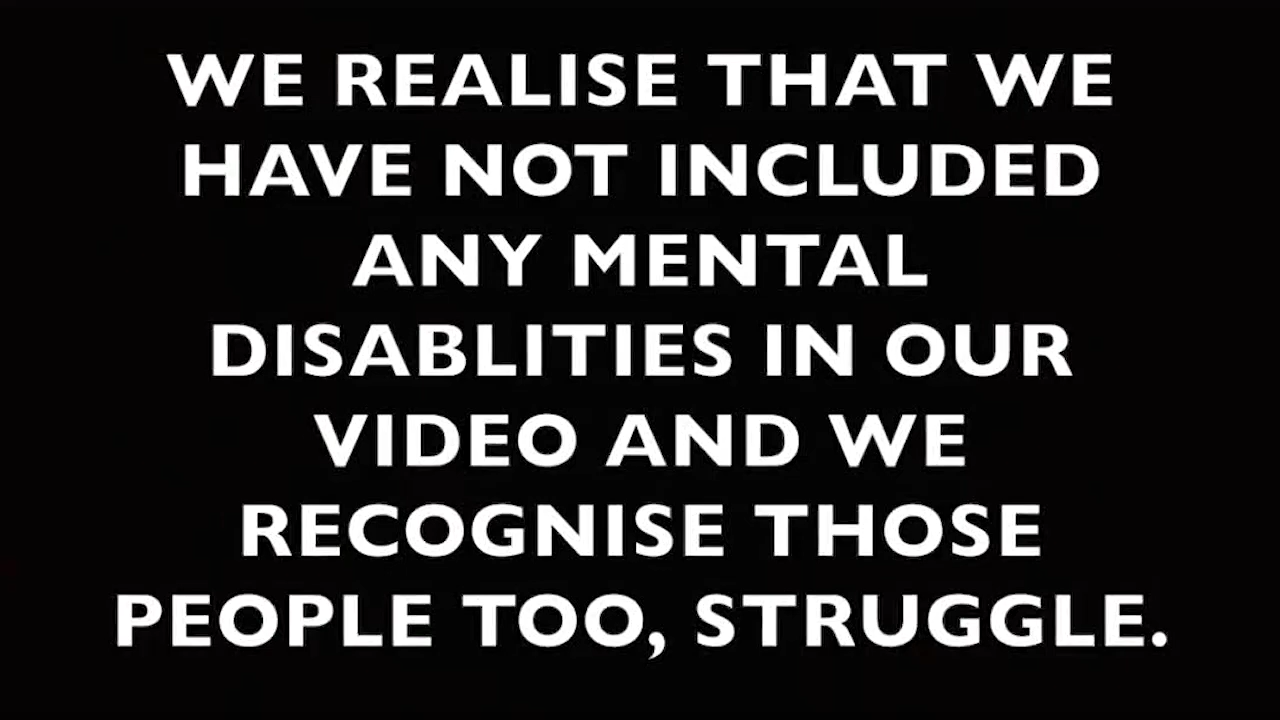 WE REALISE THAT WE
HAVE NOT INCLUDED
ANY MENTAL
DISABLITIES IN OUR
VIDEO AND WE
RECOGNISE THOSE
PEOPLE TOO, STRUGGLE.